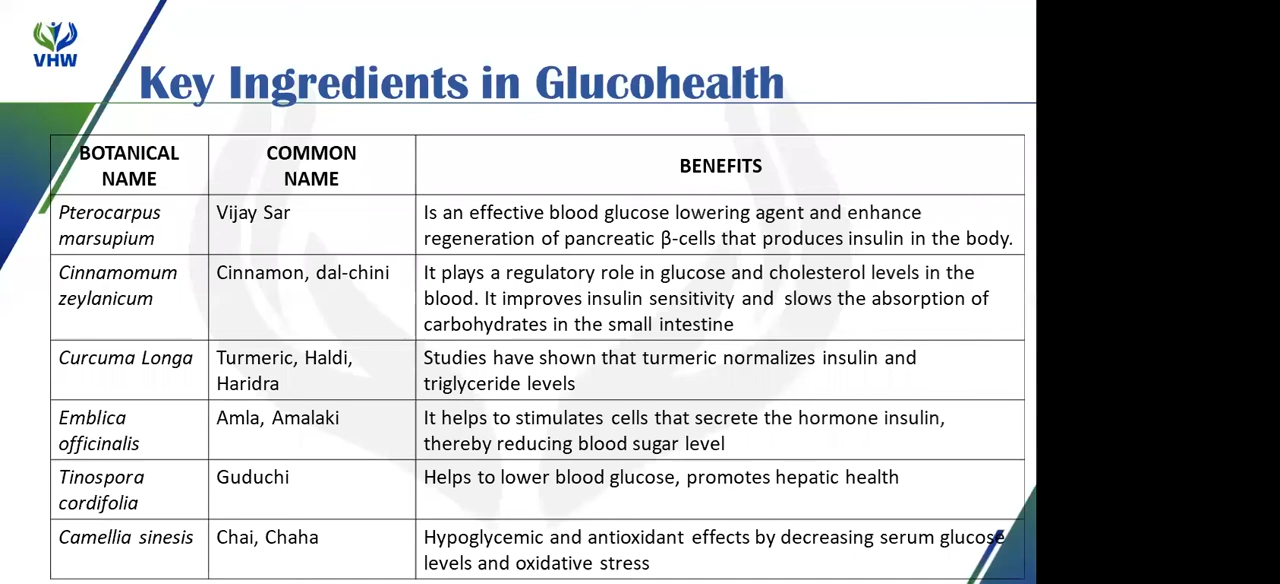 VHW
Key Ingredients in Glucohealth
BOTANICAL
NAME
COMMON
NAME
BENEFITS
Pterocarpus
marsupium
Vijay Sar
Is an effective blood glucose lowering agent and enhance
regeneration of pancreatic β-cells that produces insulin in the body.
Cinnamomum
zeylanicum
Cinnamon, dal-chini
It plays a regulatory role in glucose and cholesterol levels in the
blood. It improves insulin sensitivity and slows the absorption of
carbohydrates in the small intestine
Curcuma Longa
Turmeric, Haldi,
Haridra
Studies have shown that turmeric normalizes insulin and
triglyceride levels
Emblica
officinalis
Amla, Amalaki
It helps to stimulates cells that secrete the hormone insulin,
thereby reducing blood sugar level
Tinospora
cordifolia
Guduchi
Helps to lower blood glucose, promotes hepatic health
Camellia sinesis
Chai, Chaha
Hypoglycemic and antioxidant effects by decreasing serum glucose
levels and oxidative stress